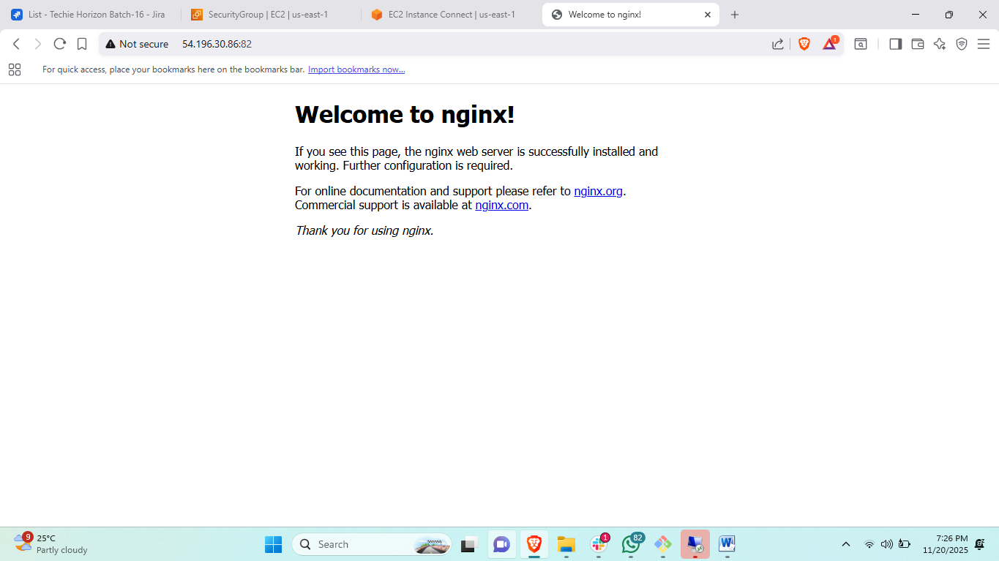 List - Techie Horizon Batch-16 - Jira
SecurityGroup | EC2 | us-east-1
EC2 Instance Connect | us-east-1
Welcome to nginx!
Not secure 54.196.30.86:82
1
For quick access, place your bookmarks here on the bookmarks bar. Import bookmarks now...
Welcome to nginx!
If you see this page, the nginx web server is successfully installed and
working. Further configuration is required.
For online documentation and support please refer to nginx.org.
Commercial support is available at nginx.com.
Thank you for using nginx.
9
25°C
Partly cloudy
Search
1
82
7:26 PM
11/20/2025